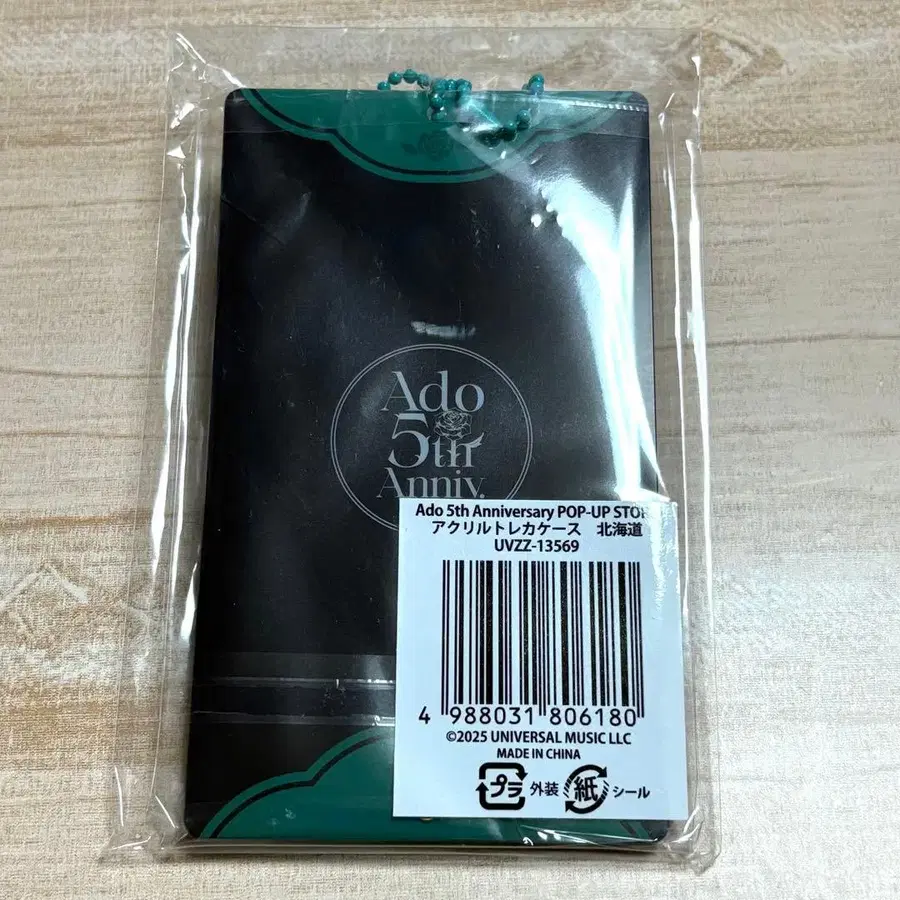 Ado
5th
Anniv.
Ado 5th Anniversary POP-UP STORE
アクリルトレカケース 北海道
UVZZ-13569
4 988031 806180
©2025 UNIVERSAL MUSIC LLC
MADE IN CHINA
プラ 外装 紙 シール